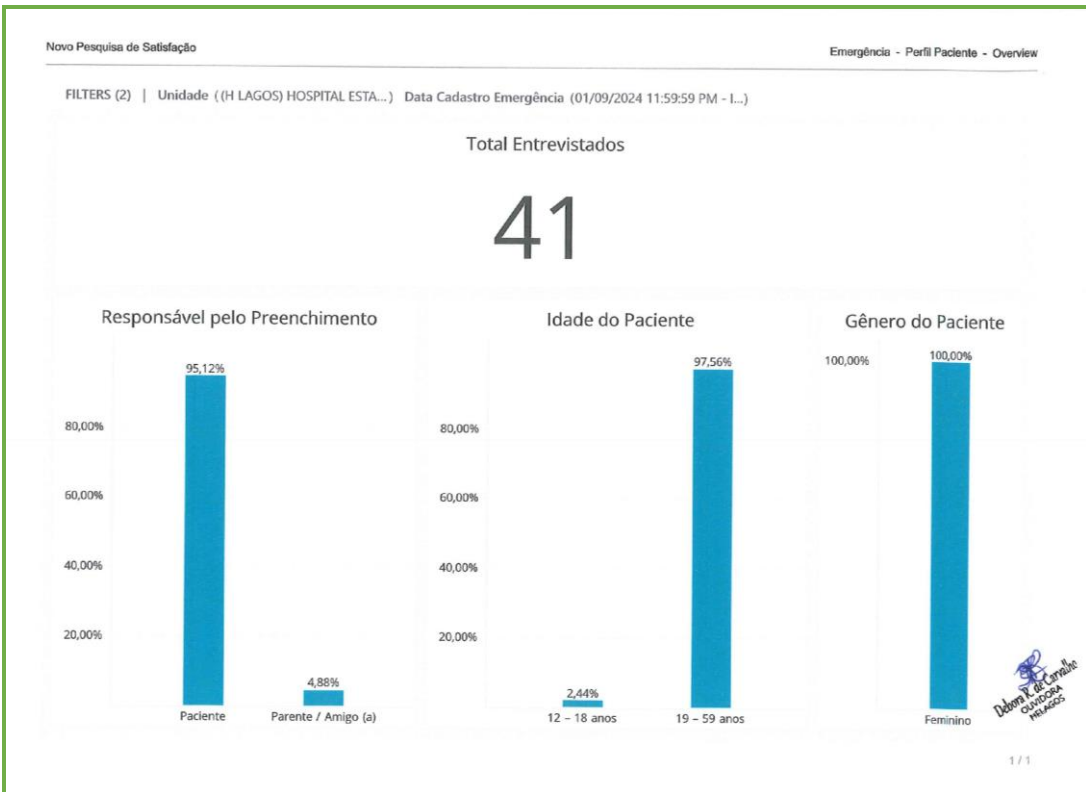 Novo Pesquisa de Satisfação
Emergência - Perfil Paciente - Overview
FILTERS (2) | Unidade ((H LAGOS) HOSPITAL ESTA...) Data Cadastro Emergência (01/09/2024 11:59:59 PM - I...)
Total Entrevistados
41
Responsável pelo Preenchimento
95,12%
80,00%
60,00%
40,00%
20,00%
4,88%
Paciente Parente / Amigo (a)
Idade do Paciente
97,56%
80,00%
60,00%
40,00%
20,00%
2,44%
12 – 18 anos 19 – 59 anos
Gênero do Paciente
100,00% 100,00%
Feminino
Debora R. de Carvalho
OUVIDORA
HELAGOS
1 / 1